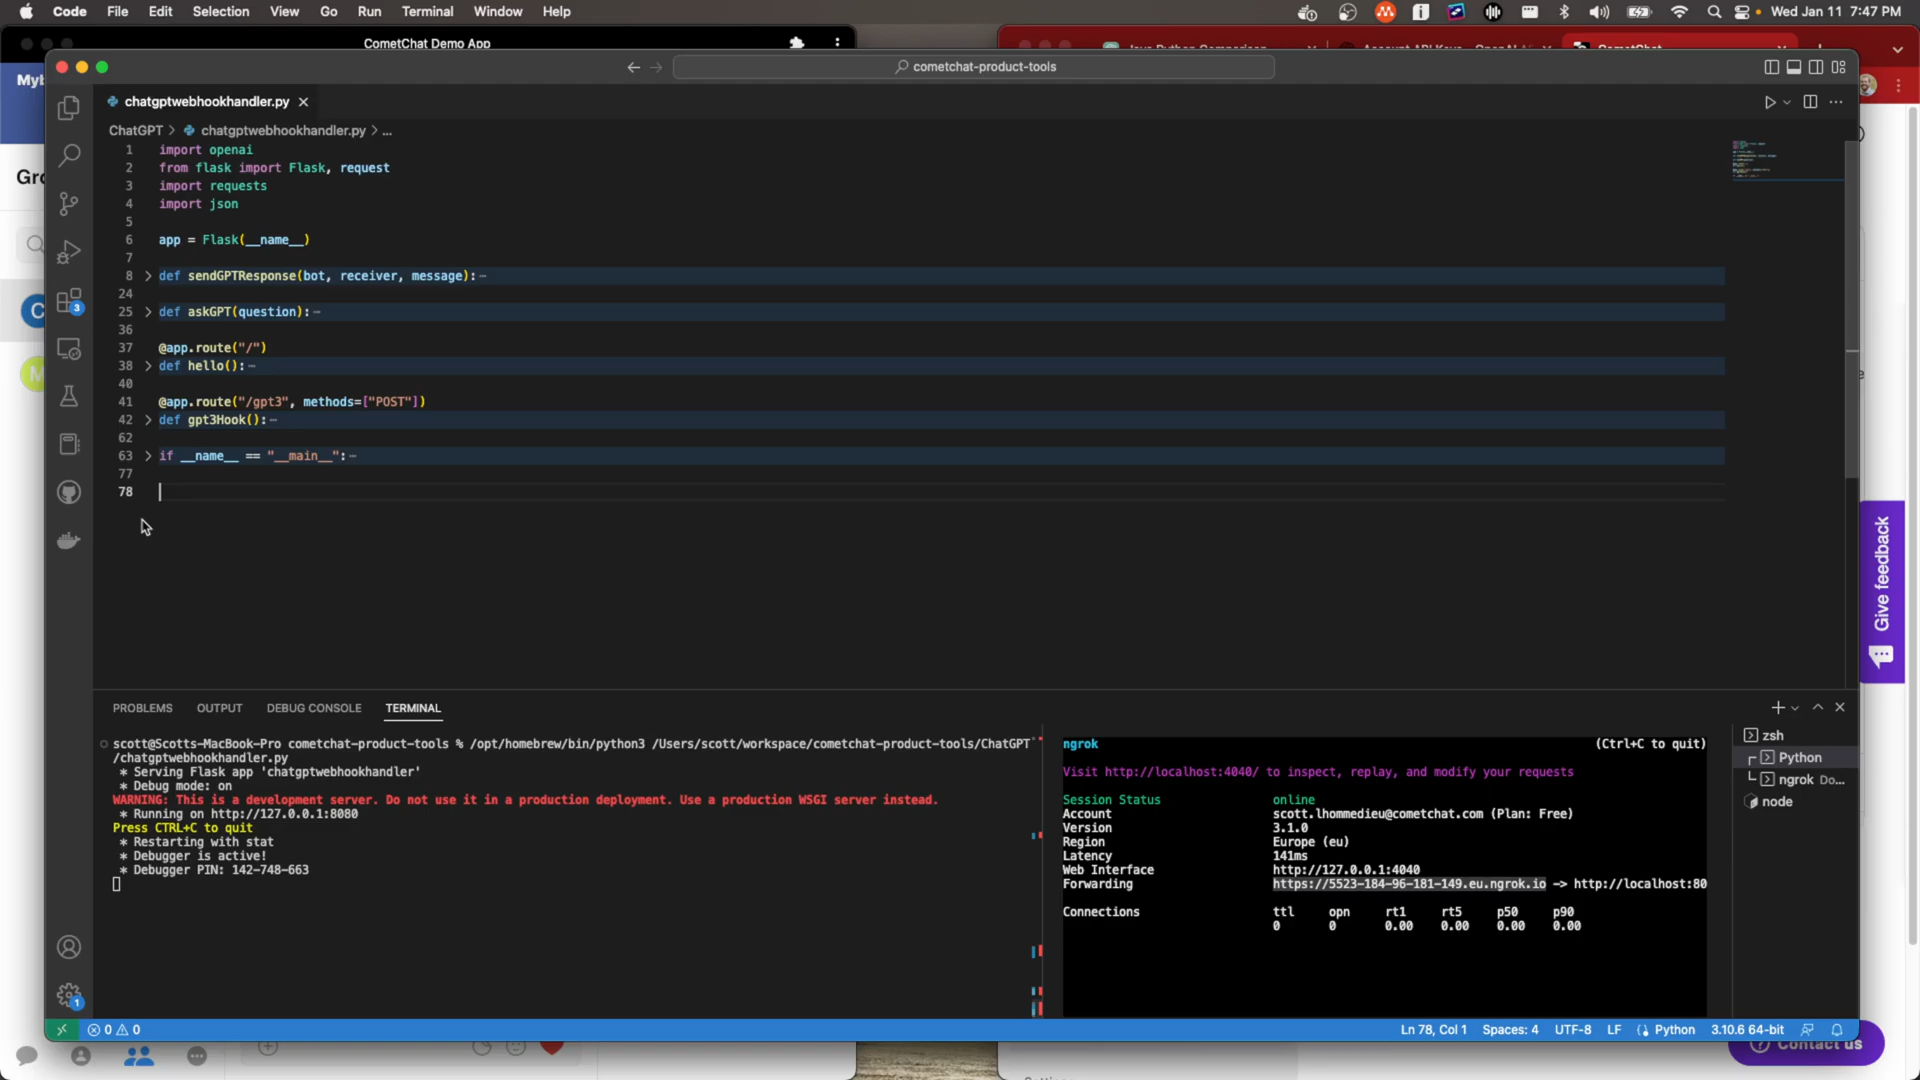 Code File Edit Selection View Go Run Terminal Window Help
Wed Jan 11 7:47 PM
CometChat Demo App
Java Python Comparison
CometChat
cometchat-product-tools
chatgptwebhookhandler.py
ChatGPT > chatgptwebhookhandler.py > ...
1 import openai
2 from flask import Flask, request
3 import requests
4 import json
5
6 app = Flask(__name__)
7
8 def sendGPTResponse(bot, receiver, message):
24
25 def askGPT(question):
36
37 @app.route("/")
38 def hello():
40
41 @app.route("/gpt3", methods=["POST"])
42 def gpt3Hook():
62
63 if __name__ == "__main__":
77
78
3
1
Give feedback
PROBLEMS OUTPUT DEBUG CONSOLE TERMINAL
scott@Scotts-MacBook-Pro cometchat-product-tools % /opt/homebrew/bin/python3 /Users/scott/workspace/cometchat-product-tools/ChatGPT
/chatgptwebhookhandler.py
* Serving Flask app 'chatgptwebhookhandler'
* Debug mode: on
WARNING: This is a development server. Do not use it in a production deployment. Use a production WSGI server instead.
* Running on http://127.0.0.1:8080
Press CTRL+C to quit
* Restarting with stat
* Debugger is active!
* Debugger PIN: 142-748-663
ngrok (Ctrl+C to quit)
Visit http://localhost:4040/ to inspect, replay, and modify your requests
Session Status online
Account scott.lhommedieu@cometchat.com (Plan: Free)
Version 3.1.0
Region Europe (eu)
Latency 141ms
Web Interface http://127.0.0.1:4040
Forwarding https://5523-184-96-181-149.eu.ngrok.io -> http://localhost:80
Connections ttl opn rt1 rt5 p50 p90
0 0 0.00 0.00 0.00 0.00
zsh
Python
ngrok Do...
node
0 0
Ln 78, Col 1 Spaces: 4 UTF-8 LF Python 3.10.6 64-bit
Contact us